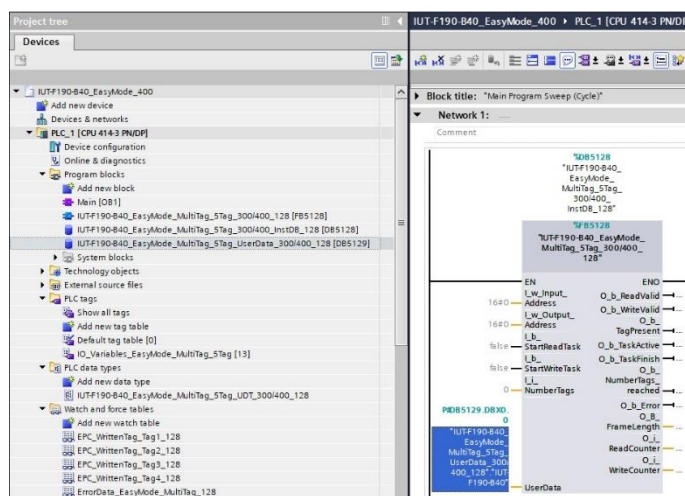 Project tree
Devices
IUT-F190-B40_EasyMode_400
Add new device
Devices & networks
PLC_1 [CPU 414-3 PN/DP]
Device configuration
Online & diagnostics
Program blocks
Add new block
Main [OB1]
IUT-F190-B40_EasyMode_MultiTag_5Tag_300/400_128 [FB5128]
IUT-F190-B40_EasyMode_MultiTag_5Tag_300/400_InstDB_128 [DB5128]
IUT-F190-B40_EasyMode_MultiTag_5Tag_UserData_300/400_128 [DB5129]
System blocks
Technology objects
External source files
PLC tags
Show all tags
Add new tag table
Default tag table [0]
IO_Variables_EasyMode_MultiTag_5Tag [13]
PLC data types
Add new data type
IUT-F190-B40_EasyMode_MultiTag_5Tag_UDT_300/400_128
Watch and force tables
Add new watch table
EPC_WrittenTag_Tag1_128
EPC_WrittenTag_Tag2_128
EPC_WrittenTag_Tag3_128
EPC_WrittenTag_Tag4_128
ErrorData_EasyMode_MultiTag_128
IUT-F190-B40_EasyMode_400 ▸ PLC_1 [CPU 414-3 PN/DP
Block title: "Main Program Sweep (Cycle)"
Network 1: .....
Comment
%DB5128
"IUT-F190-B40_
EasyMode_
MultiTag_5Tag_
300/400_
InstDB_128"
%FB5128
"IUT-F190-B40_EasyMode_
MultiTag_5Tag_300/400_
128"
EN ENO
I_w_Input_
16#0 Address
I_w_Output_
16#0 Address
I_b_
false StartReadTask
I_b_
false StartWriteTask
I_i_
0 NumberTags
O_b_ReadValid ...
O_b_WriteValid ...
O_b_
TagPresent ...
O_b_TaskActive ...
O_b_TaskFinish ...
O_b_
NumberTags_
reached ...
O_b_Error ...
O_B_
FrameLength ...
O_i_
ReadCounter ...
O_i_
WriteCounter ...
P#DB5129.DBX0.
0
"IUT-F190-B40_
EasyMode_
MultiTag_5Tag_
UserData_300/
400_128"."IUT-
F190-B40"
UserData